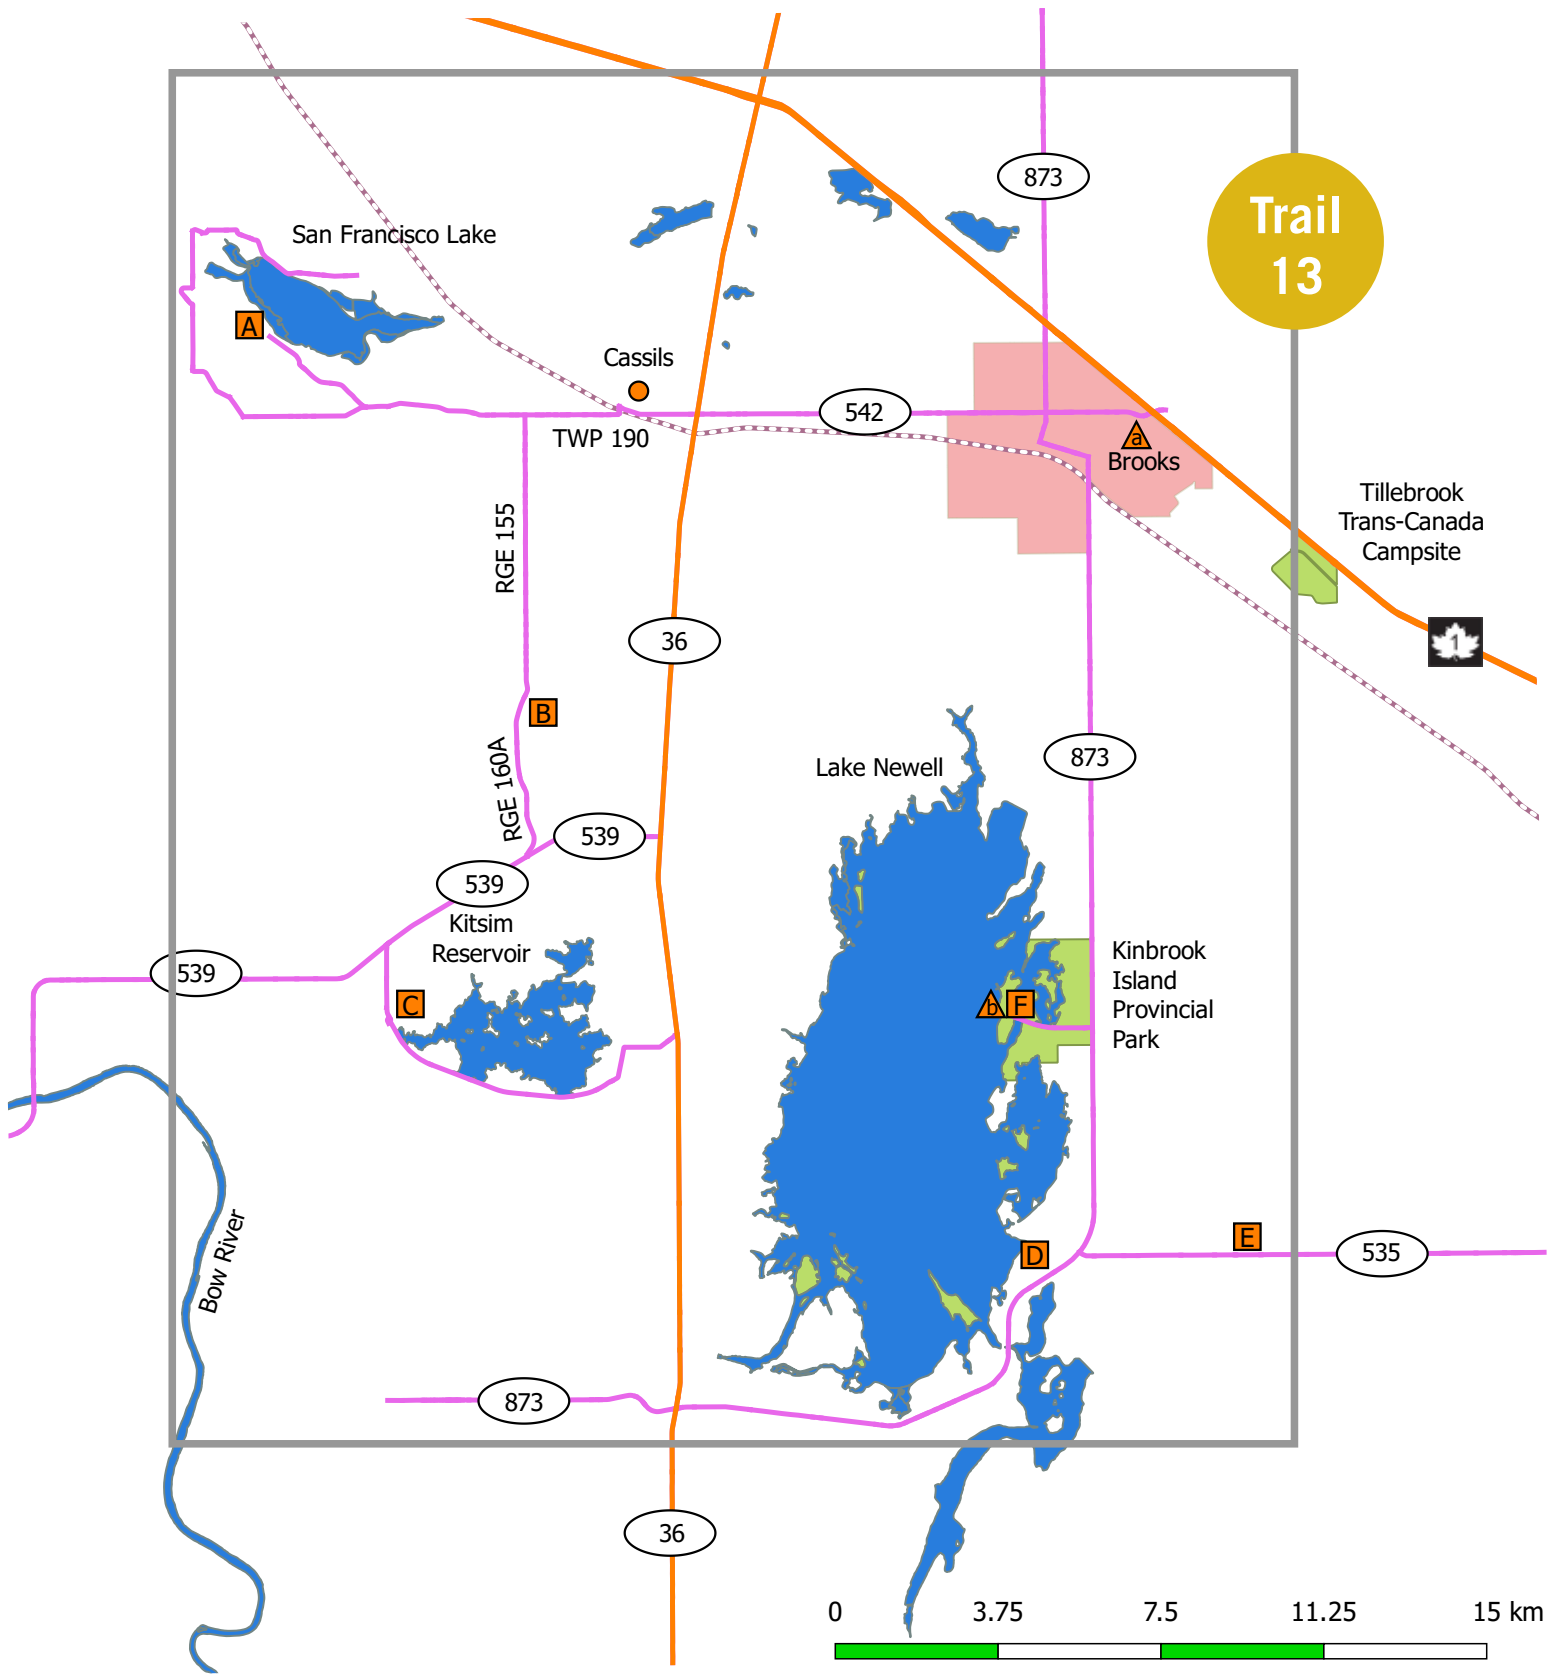 873
Trail
13
San Francisco Lake
A
Cassils
542
TWP 190
a
Brooks
Tillebrook
Trans-Canada
Campsite
RGE 155
36
1
B
Lake Newell
873
RGE 160A
539
539
Kitsim
Reservoir
539
C
Kinbrook
Island
Provincial
Park
b
F
Bow River
D
E
535
873
36
0 3.75 7.5 11.25 15 km